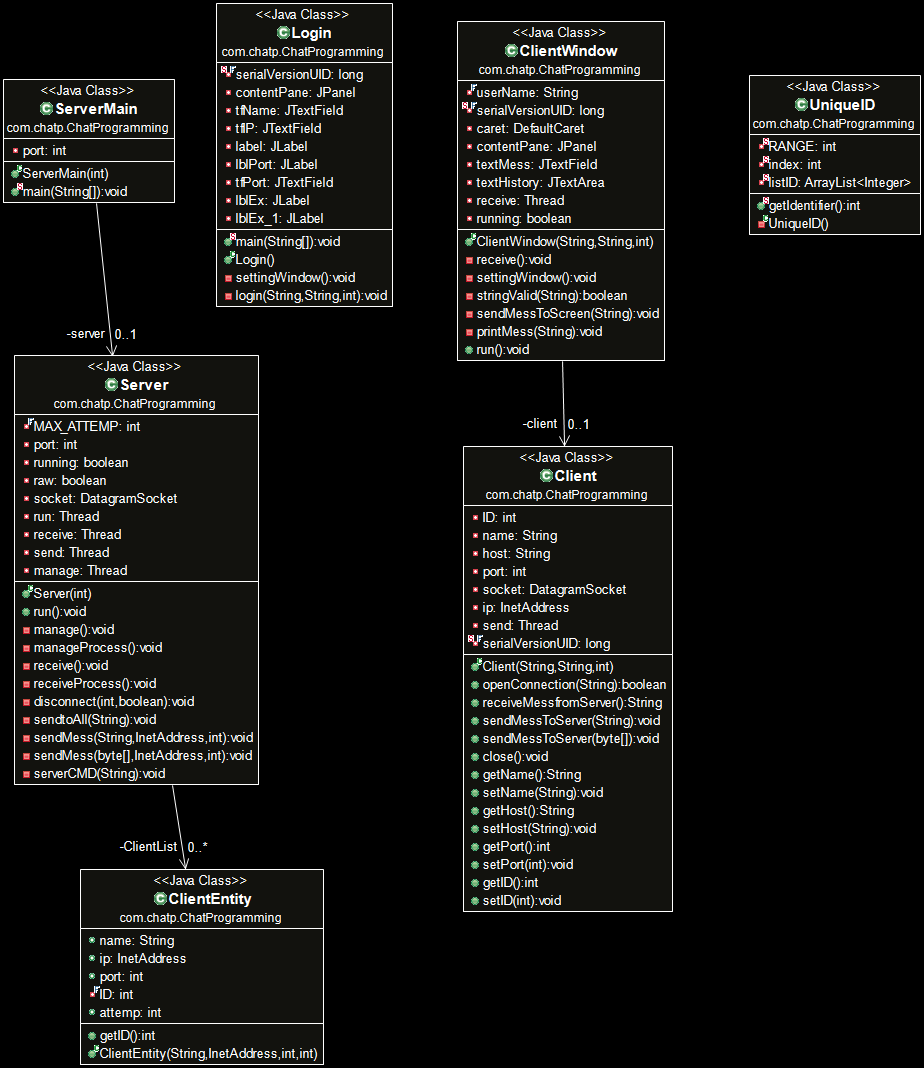 <<Java Class>>
ServerMain
com.chatp.ChatProgramming
port: int
ServerMain(int)
main(String[]):void
<<Java Class>>
Login
com.chatp.ChatProgramming
serialVersionUID: long
contentPane: JPanel
tfName: JTextField
tfIP: JTextField
label: JLabel
lblPort: JLabel
tfPort: JTextField
lblEx: JLabel
lblEx_1: JLabel
main(String[]):void
Login()
settingWindow():void
login(String,String,int):void
<<Java Class>>
ClientWindow
com.chatp.ChatProgramming
userName: String
serialVersionUID: long
caret: DefaultCaret
contentPane: JPanel
textMess: JTextField
textHistory: JTextArea
receive: Thread
running: boolean
ClientWindow(String,String,int)
receive():void
settingWindow():void
stringValid(String):boolean
sendMessToScreen(String):void
printMess(String):void
run():void
<<Java Class>>
UniqueID
com.chatp.ChatProgramming
RANGE: int
index: int
listID: ArrayList<Integer>
getIdentifier():int
UniqueID()
-server 0..1
<<Java Class>>
Server
com.chatp.ChatProgramming
MAX_ATTEMP: int
port: int
running: boolean
raw: boolean
socket: DatagramSocket
run: Thread
receive: Thread
send: Thread
manage: Thread
Server(int)
run():void
manage():void
manageProcess():void
receive():void
receiveProcess():void
disconnect(int,boolean):void
sendtoAll(String):void
sendMess(String,InetAddress,int):void
sendMess(byte[],InetAddress,int):void
serverCMD(String):void
-client 0..1
<<Java Class>>
Client
com.chatp.ChatProgramming
ID: int
name: String
host: String
port: int
socket: DatagramSocket
ip: InetAddress
send: Thread
serialVersionUID: long
Client(String,String,int)
openConnection(String):boolean
receiveMessfromServer():String
sendMessToServer(String):void
sendMessToServer(byte[]):void
close():void
getName():String
setName(String):void
getHost():String
setHost(String):void
getPort():int
setPort(int):void
getID():int
setID(int):void
-ClientList 0..*
<<Java Class>>
ClientEntity
com.chatp.ChatProgramming
name: String
ip: InetAddress
port: int
ID: int
attemp: int
getID():int
ClientEntity(String,InetAddress,int,int)